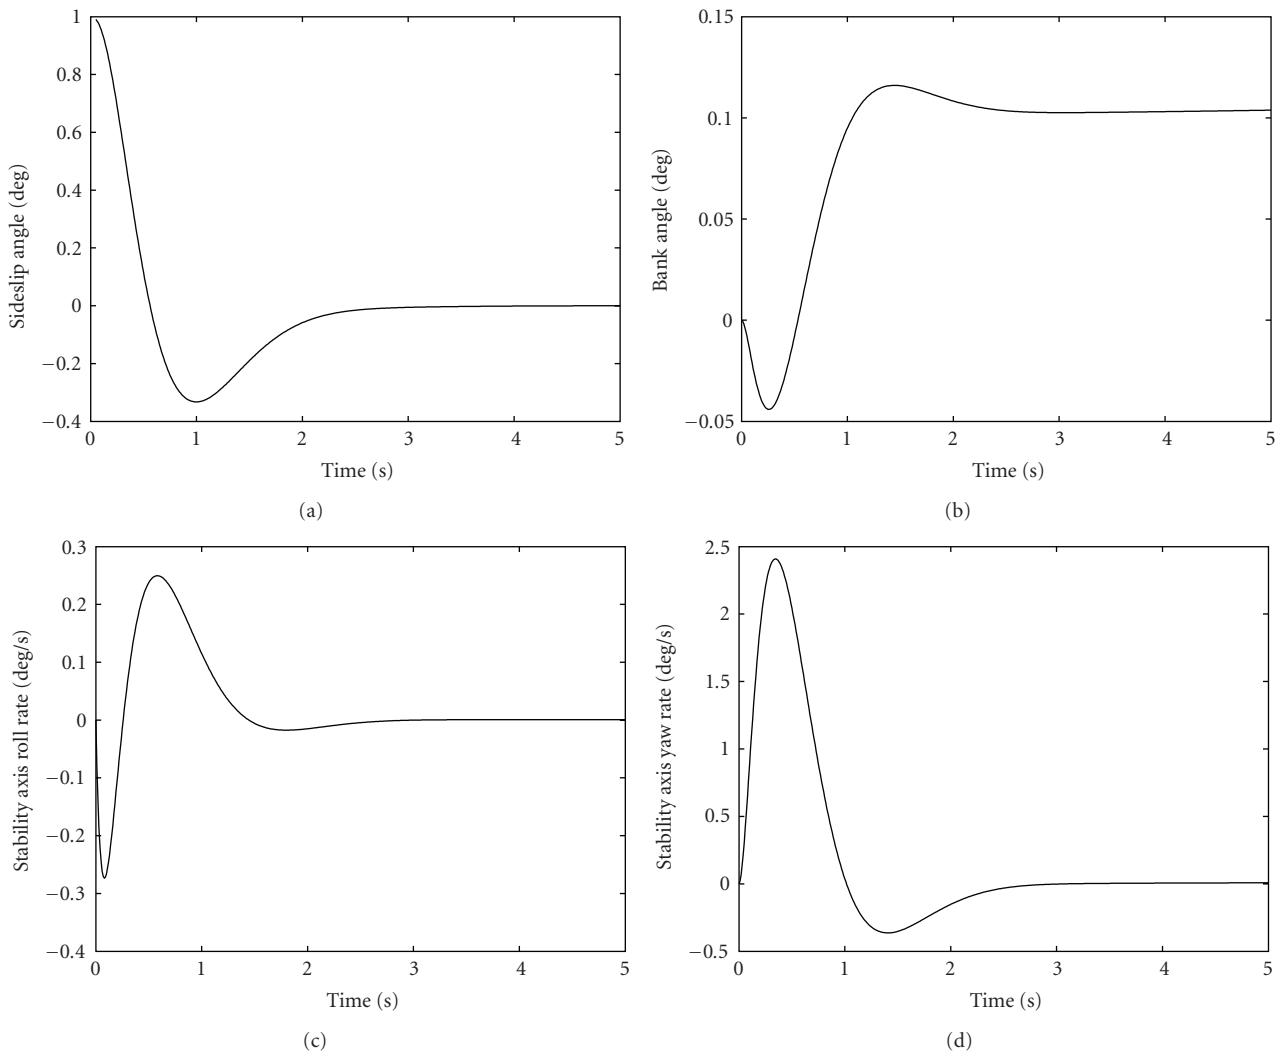 1
0.8
0.6
0.4
0.2
0
−0.2
−0.4
Sideslip angle (deg)
0 1 2 3 4 5
Time (s)
(a)
0.15
0.1
0.05
0
−0.05
Bank angle (deg)
0 1 2 3 4 5
Time (s)
(b)
0.3
0.2
0.1
0
−0.1
−0.2
−0.3
−0.4
Stability axis roll rate (deg/s)
0 1 2 3 4 5
Time (s)
(c)
2.5
2
1.5
1
0.5
0
−0.5
Stability axis yaw rate (deg/s)
0 1 2 3 4 5
Time (s)
(d)